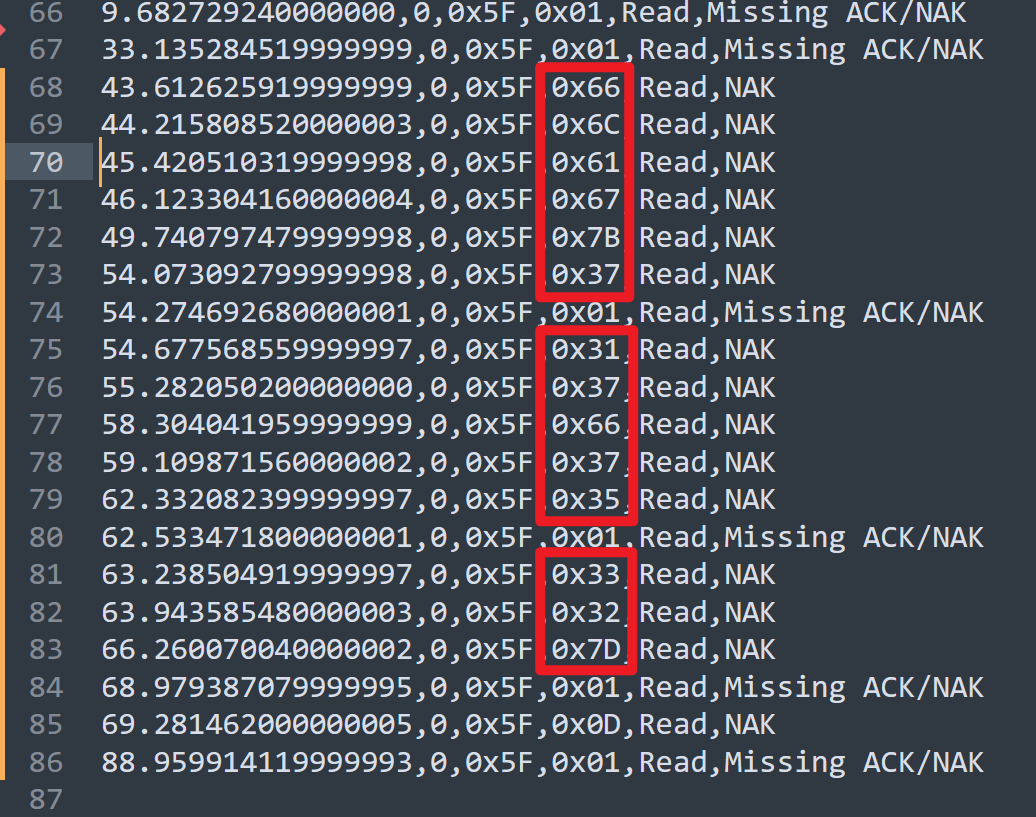 66 9.682729240000000,0,0x5F,0x01,Read,Missing ACK/NAK
67 33.135284519999999,0,0x5F,0x01,Read,Missing ACK/NAK
68 43.612625919999999,0,0x5F,0x66,Read,NAK
69 44.215808520000003,0,0x5F,0x6C,Read,NAK
70 45.420510319999998,0,0x5F,0x61,Read,NAK
71 46.123304160000004,0,0x5F,0x67,Read,NAK
72 49.740797479999998,0,0x5F,0x7B,Read,NAK
73 54.073092799999998,0,0x5F,0x37,Read,NAK
74 54.274692680000001,0,0x5F,0x01,Read,Missing ACK/NAK
75 54.677568559999997,0,0x5F,0x31,Read,NAK
76 55.282050200000000,0,0x5F,0x37,Read,NAK
77 58.304041959999999,0,0x5F,0x66,Read,NAK
78 59.109871560000002,0,0x5F,0x37,Read,NAK
79 62.332082399999997,0,0x5F,0x35,Read,NAK
80 62.533471800000001,0,0x5F,0x01,Read,Missing ACK/NAK
81 63.238504919999997,0,0x5F,0x33,Read,NAK
82 63.943585480000003,0,0x5F,0x32,Read,NAK
83 66.260070040000002,0,0x5F,0x7D,Read,NAK
84 68.979387079999995,0,0x5F,0x01,Read,Missing ACK/NAK
85 69.281462000000005,0,0x5F,0x0D,Read,NAK
86 88.959914119999993,0,0x5F,0x01,Read,Missing ACK/NAK
87